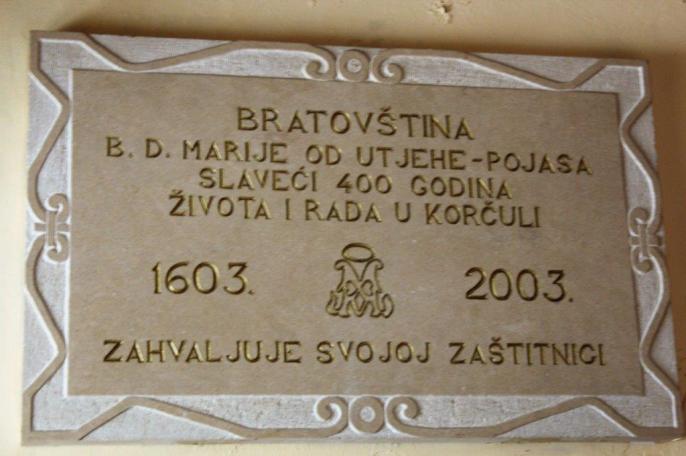 BRATOVŠTINA
B. D. MARIJE OD UTJEHE-POJASA
SLAVEĆI 400 GODINA
ŽIVOTA I RADA U KORČULI
1603. 2003.
ZAHVALJUJE SVOJOJ ZAŠTITNICI